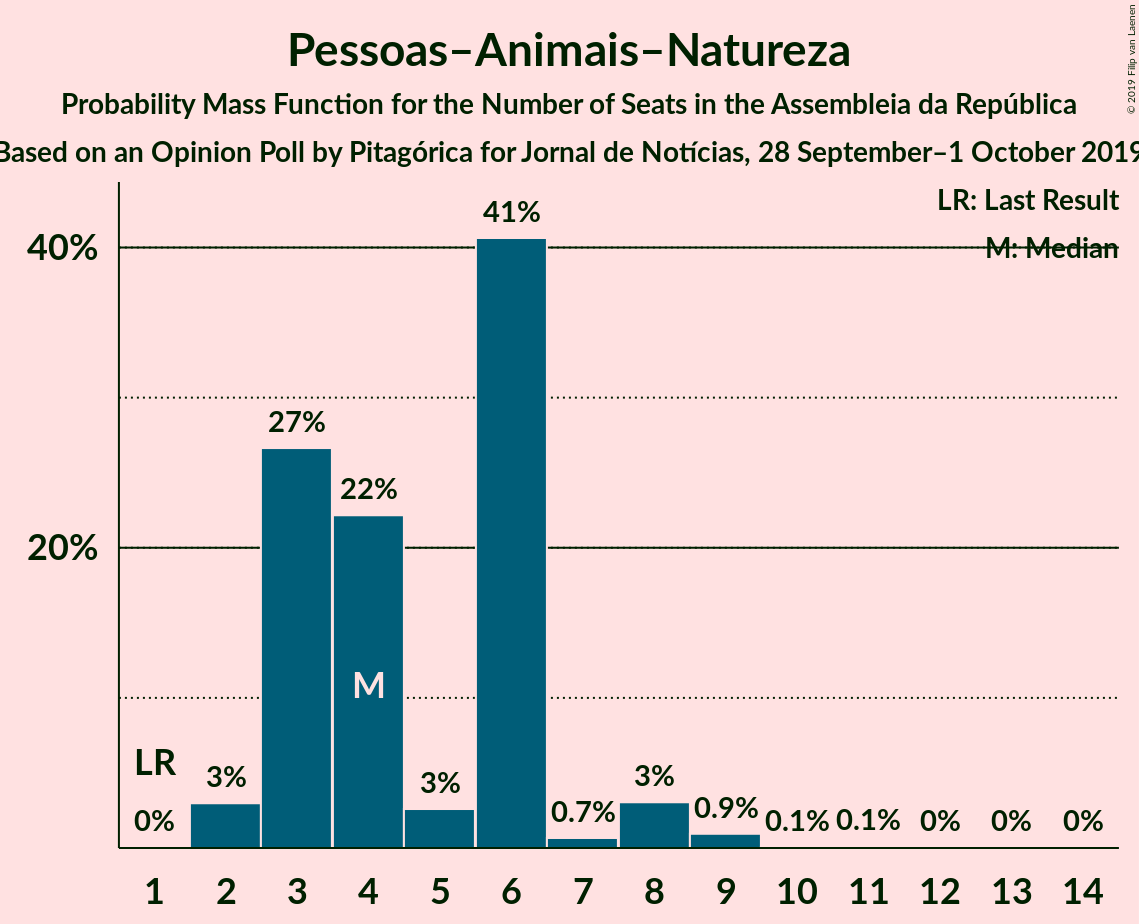 Pessoas–Animais–Natureza
Probability Mass Function for the Number of Seats in the Assembleia da República
Based on an Opinion Poll by Pitagórica for Jornal de Notícias, 28 September–1 October 2019
© 2019 Filip van Laenen
LR: Last Result
M: Median
40%
20%
41%
27%
22%
M
LR
0%
3%
3%
0.7%
3%
0.9%
0.1%
0.1%
0%
0%
0%
1 2 3 4 5 6 7 8 9 10 11 12 13 14